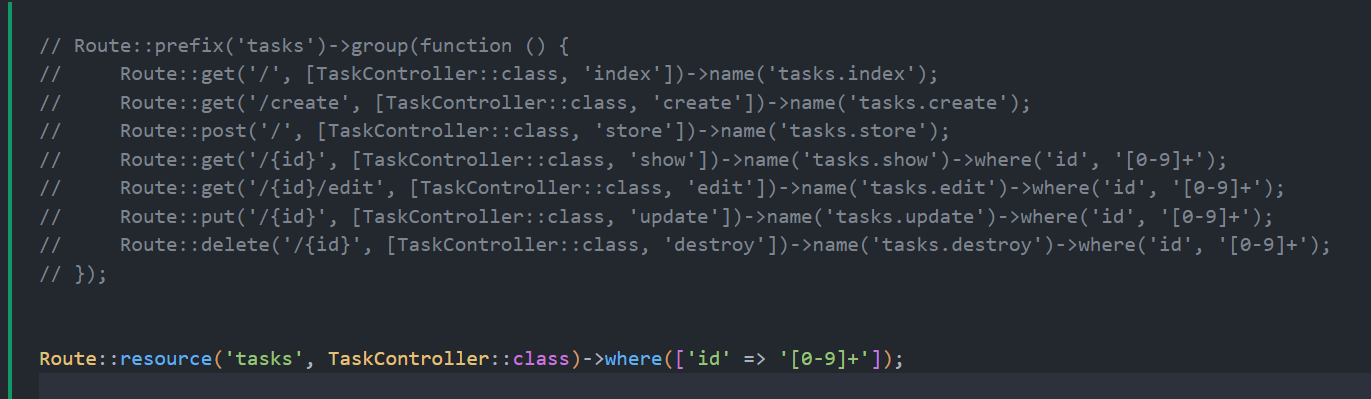 // Route::prefix('tasks')->group(function () {
//     Route::get('/', [TaskController::class, 'index'])->name('tasks.index');
//     Route::get('/create', [TaskController::class, 'create'])->name('tasks.create');
//     Route::post('/', [TaskController::class, 'store'])->name('tasks.store');
//     Route::get('/{id}', [TaskController::class, 'show'])->name('tasks.show')->where('id', '[0-9]+');
//     Route::get('/{id}/edit', [TaskController::class, 'edit'])->name('tasks.edit')->where('id', '[0-9]+');
//     Route::put('/{id}', [TaskController::class, 'update'])->name('tasks.update')->where('id', '[0-9]+');
//     Route::delete('/{id}', [TaskController::class, 'destroy'])->name('tasks.destroy')->where('id', '[0-9]+');
// });
Route::resource('tasks', TaskController::class)->where(['id' => '[0-9]+']);